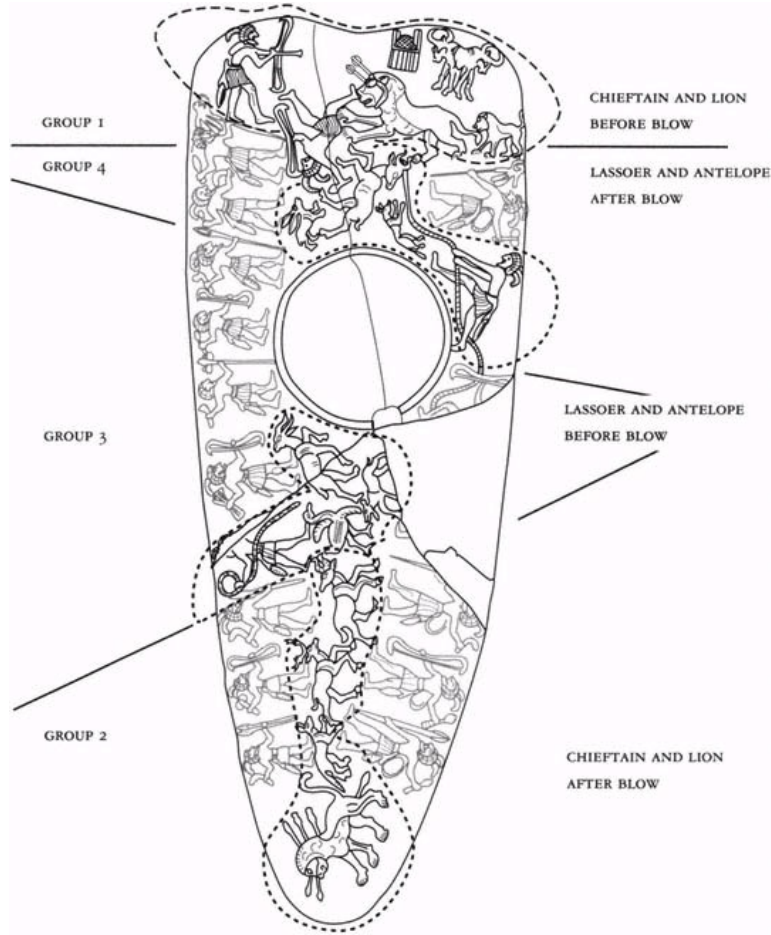 GROUP 1
GROUP 4
CHIEFTAIN AND LION
BEFORE BLOW
LASSOER AND ANTELOPE
AFTER BLOW
GROUP 3
LASSOER AND ANTELOPE
BEFORE BLOW
GROUP 2
CHIEFTAIN AND LION
AFTER BLOW